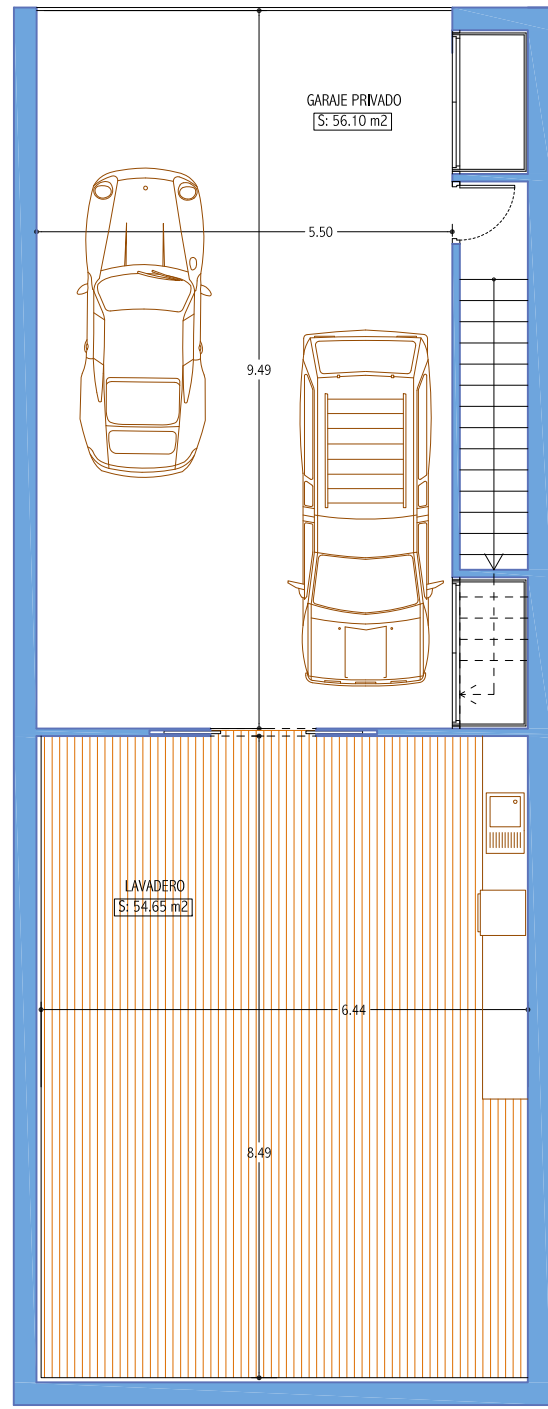 GARAJE PRIVADO
S: 56.10 m2
5.50
9.49
LAVADERO
S: 54.65 m2
6.44
8.49